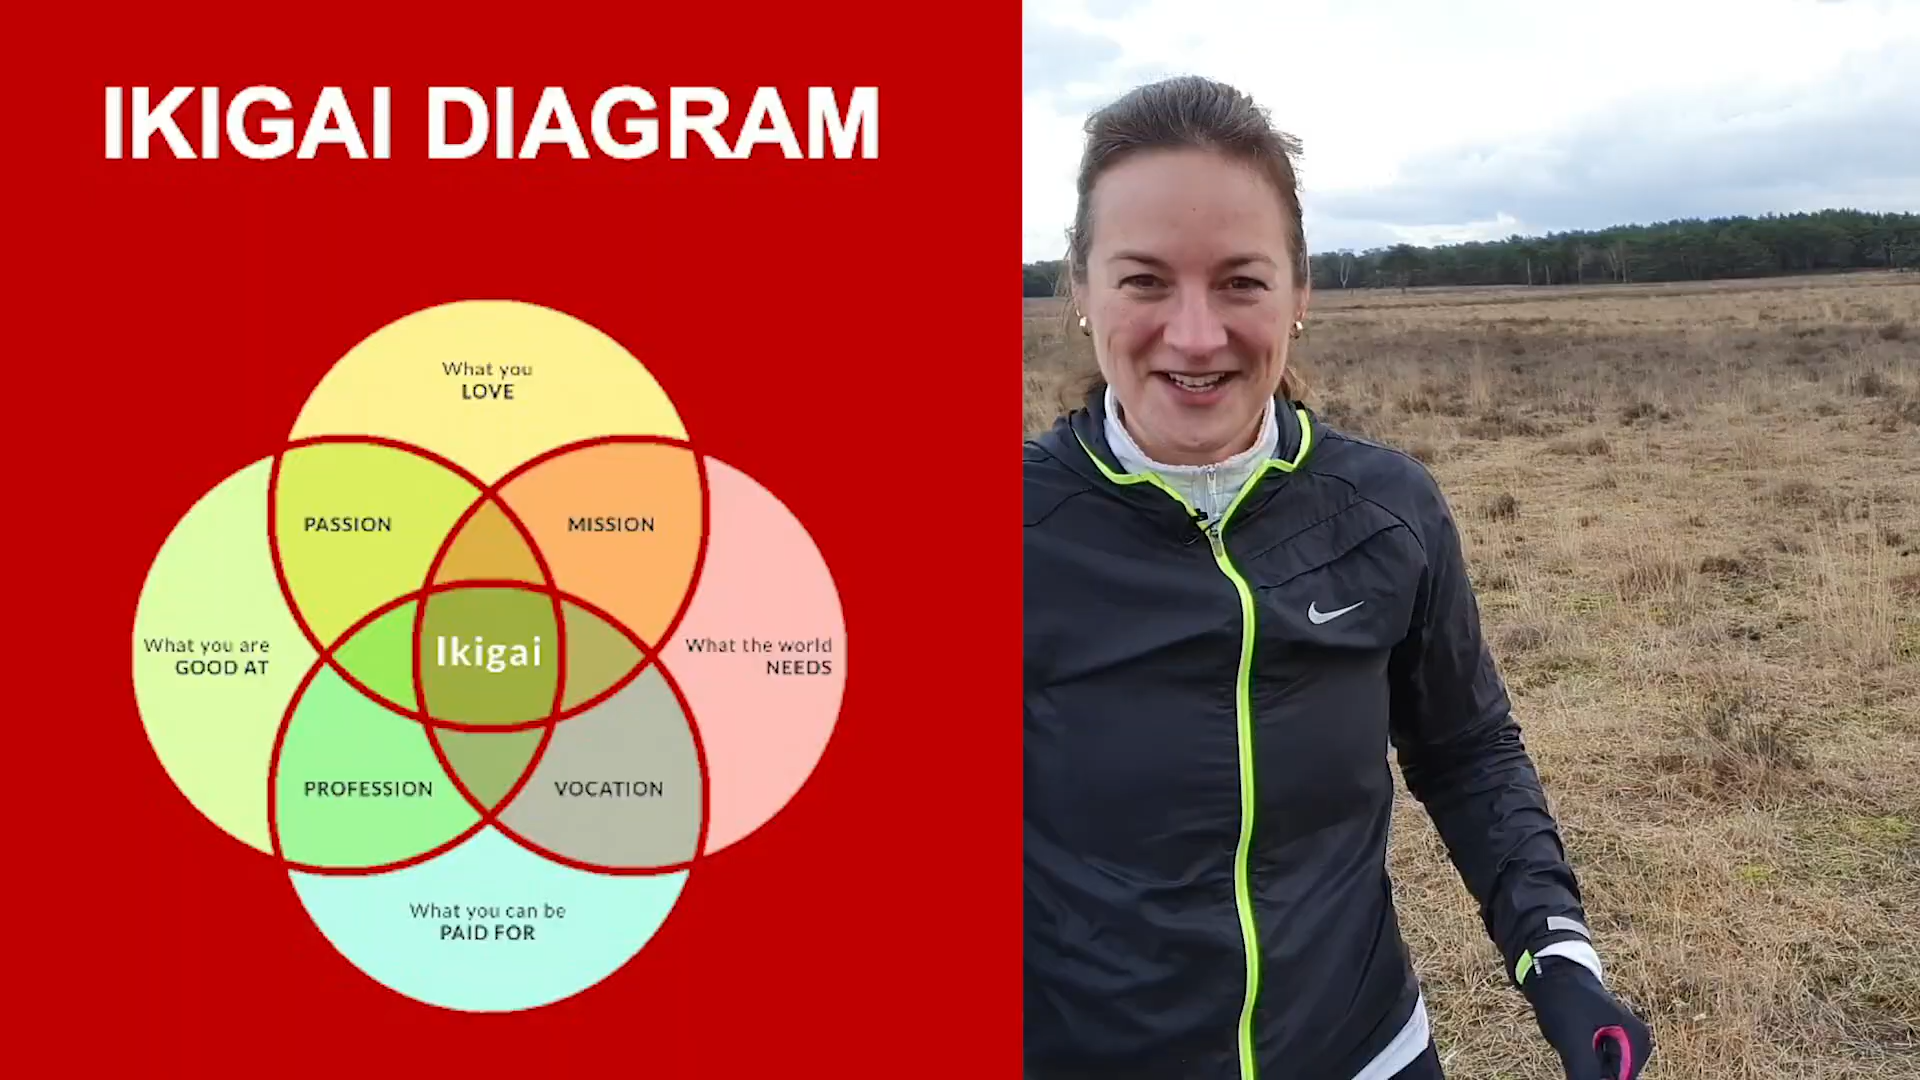 IKIGAI DIAGRAM
What you
LOVE
PASSION
MISSION
What you are
GOOD AT
Ikigai
What the world
NEEDS
PROFESSION
VOCATION
What you can be
PAID FOR